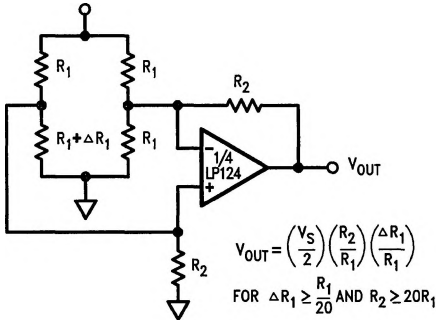 R1 R1
R2
R1 + ΔR1 R1
1/4
LP124
−
+
VOUT
R2
VOUT = (VS/2) (R2/R1) (ΔR1/R1)
FOR ΔR1 ≥ R1/20 AND R2 ≥ 20R1